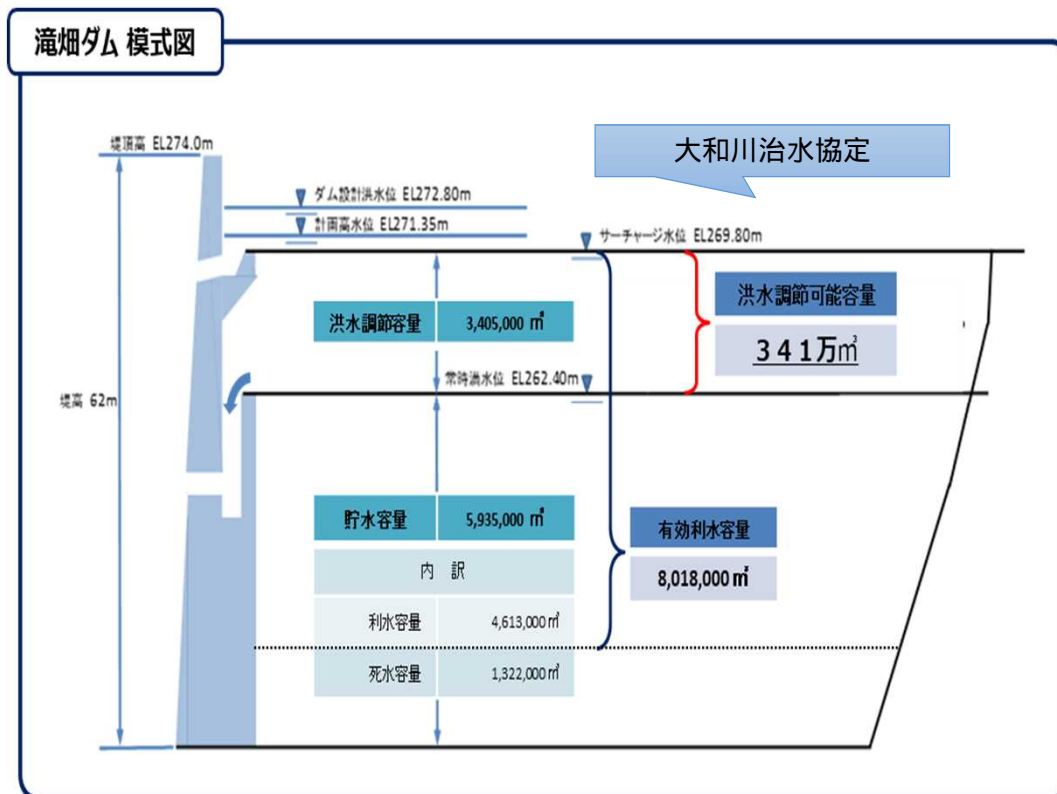 滝畑ダム 模式図
大和川治水協定
堤頂高 EL274.0m
ダム設計洪水位 EL272.80m
計画高水位 EL271.35m
サーチャージ水位 EL269.80m
洪水調節容量 3,405,000 ㎥
洪水調節可能容量
341万㎥
常時満水位 EL262.40m
堤高 62m
貯水容量 5,935,000 ㎥
内 訳
利水容量 4,613,000㎥
死水容量 1,322,000㎥
有効利水容量
8,018,000㎥